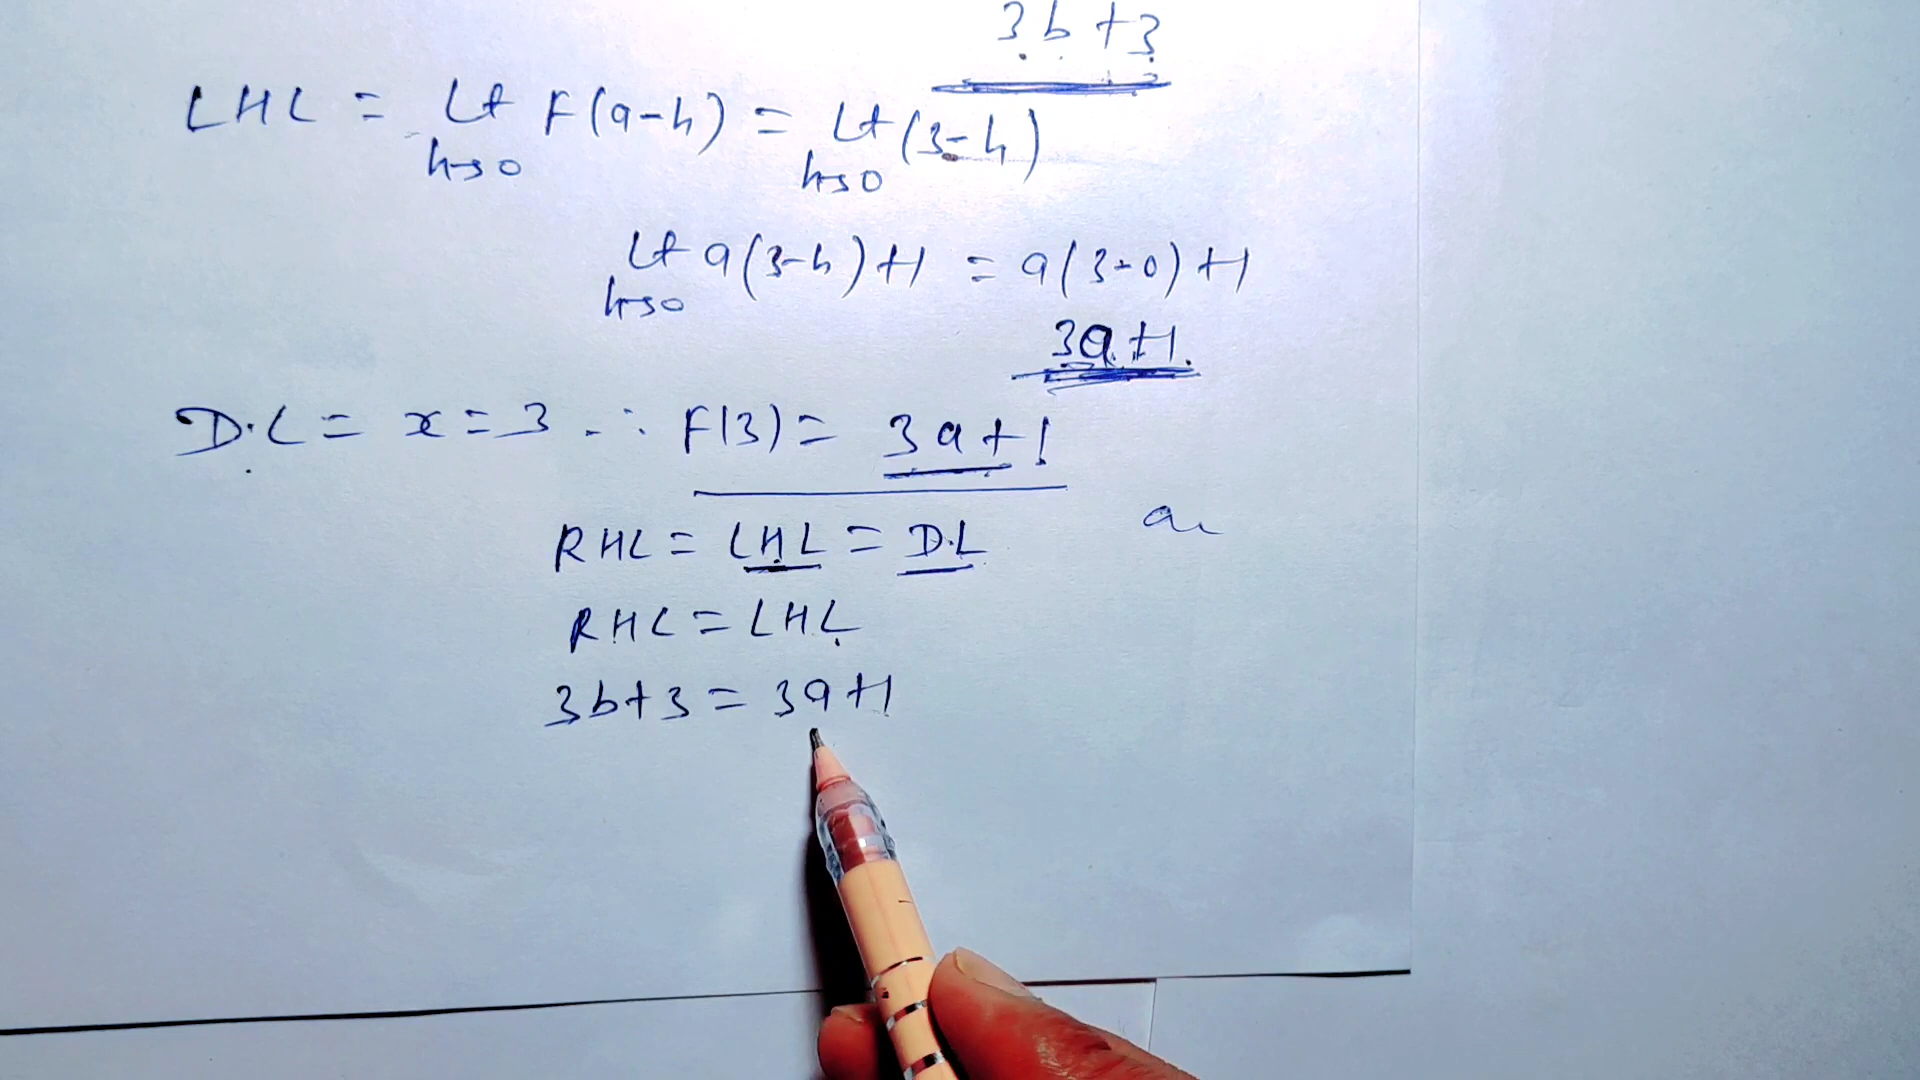 3b+3
LHL = Lt F(a-h) = Lt (3-h)
h→0 h→0
Lt a(3-h)+1 = a(3-0)+1
h→0
3a+1.
D.L = x=3 .∴ F(3) = 3a+1
RHL = LHL = D.L a
RHL = LHL
3b+3 = 3a+1